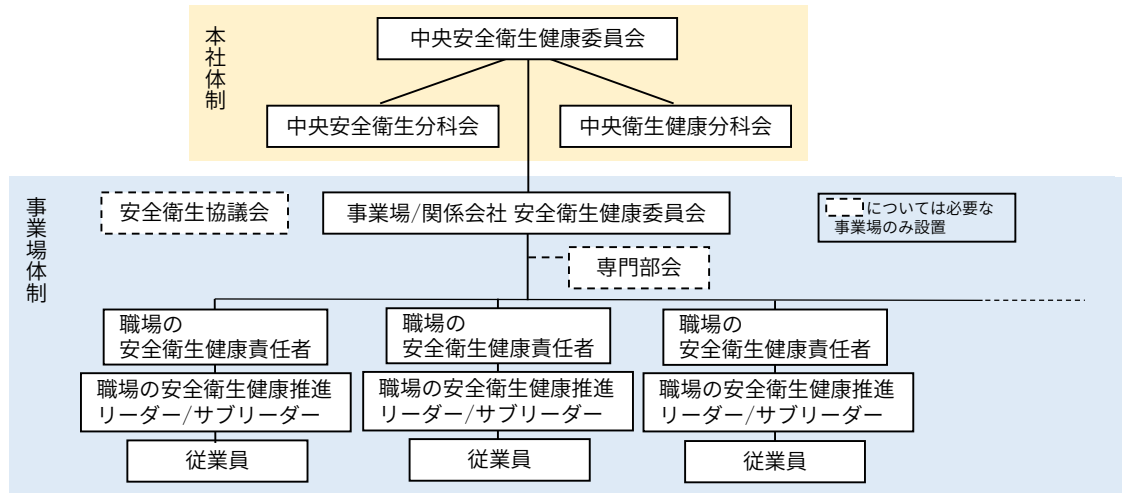 本社体制
中央安全衛生健康委員会
中央安全衛生分科会
中央衛生健康分科会
事業場体制
安全衛生協議会
事業場/関係会社 安全衛生健康委員会
については必要な
事業場のみ設置
専門部会
職場の
安全衛生健康責任者
職場の安全衛生健康推進
リーダー/サブリーダー
従業員
職場の
安全衛生健康責任者
職場の安全衛生健康推進
リーダー/サブリーダー
従業員
職場の
安全衛生健康責任者
職場の安全衛生健康推進
リーダー/サブリーダー
従業員